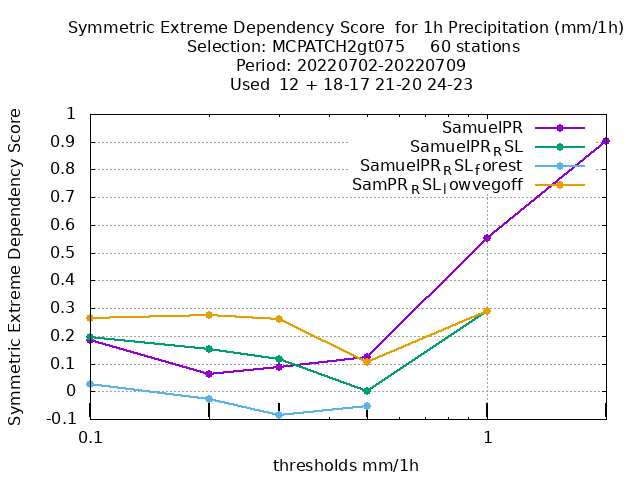 Symmetric Extreme Dependency Score  for 1h Precipitation (mm/1h)
Selection: MCPATCH2gt075     60 stations
Period: 20220702-20220709
Used  12 + 18-17 21-20 24-23
SamuelPR
SamuelPR_RSL
SamuelPR_RSL_forest
SamPR_RSL_lowvegoff
Symmetric Extreme Dependency Score
1
0.9
0.8
0.7
0.6
0.5
0.4
0.3
0.2
0.1
0
-0.1
0.1
1
thresholds mm/1h